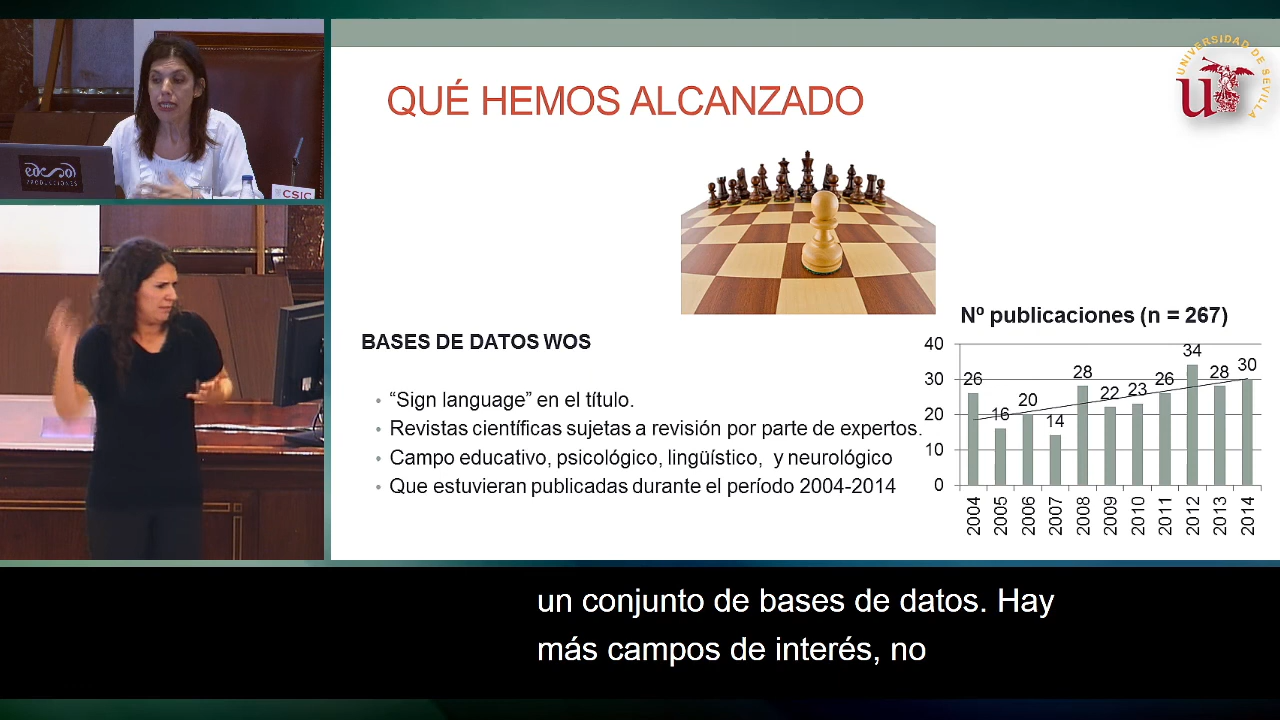 QUÉ HEMOS ALCANZADO
UNIVERSIDAD DE SEVILLA
PRODUCCIONES
CSIC
BASES DE DATOS WOS
• “Sign language” en el título.
• Revistas científicas sujetas a revisión por parte de expertos.
• Campo educativo, psicológico, lingüístico, y neurológico
• Que estuvieran publicadas durante el período 2004-2014
Nº publicaciones (n = 267)
40
30
20
10
0
26
16
20
14
28
22
23
26
34
28
30
2004
2005
2006
2007
2008
2009
2010
2011
2012
2013
2014
un conjunto de bases de datos. Hay
más campos de interés, no